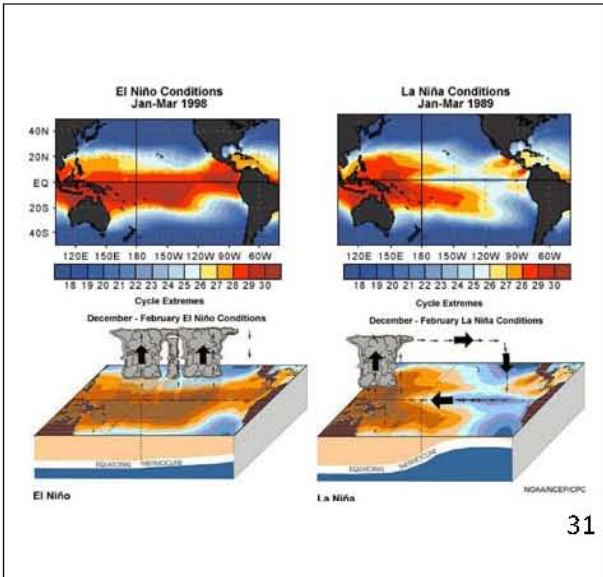 El Niño Conditions
Jan-Mar 1998
La Niña Conditions
Jan-Mar 1989
40N
20N
EQ
20S
40S
120E 150E 180 150W 120W 90W 60W
120E 150E 180 150W 120W 90W 60W
18 19 20 21 22 23 24 25 26 27 28 29 30
18 19 20 21 22 23 24 25 26 27 28 29 30
Cycle Extremes
Cycle Extremes
December - February El Niño Conditions
December - February La Niña Conditions
EQUATORIAL THERMOCLINE
EQUATORIAL THERMOCLINE
El Niño
La Niña
NOAA/NCEP/CPC
31